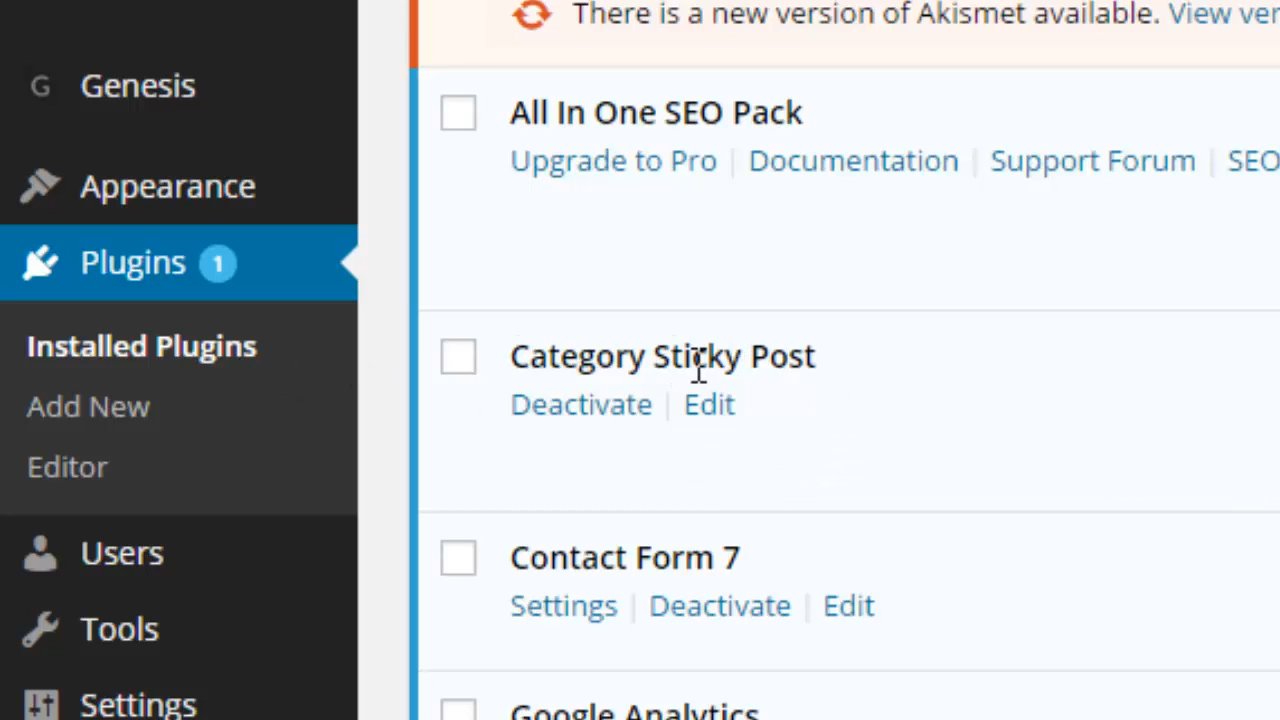 There is a new version of Akismet available. View ver
G Genesis
Appearance
Plugins 1
Installed Plugins
Add New
Editor
Users
Tools
Settings
All In One SEO Pack
Upgrade to Pro | Documentation | Support Forum | SEO
Category Sticky Post
Deactivate | Edit
Contact Form 7
Settings | Deactivate | Edit
Google Analytics